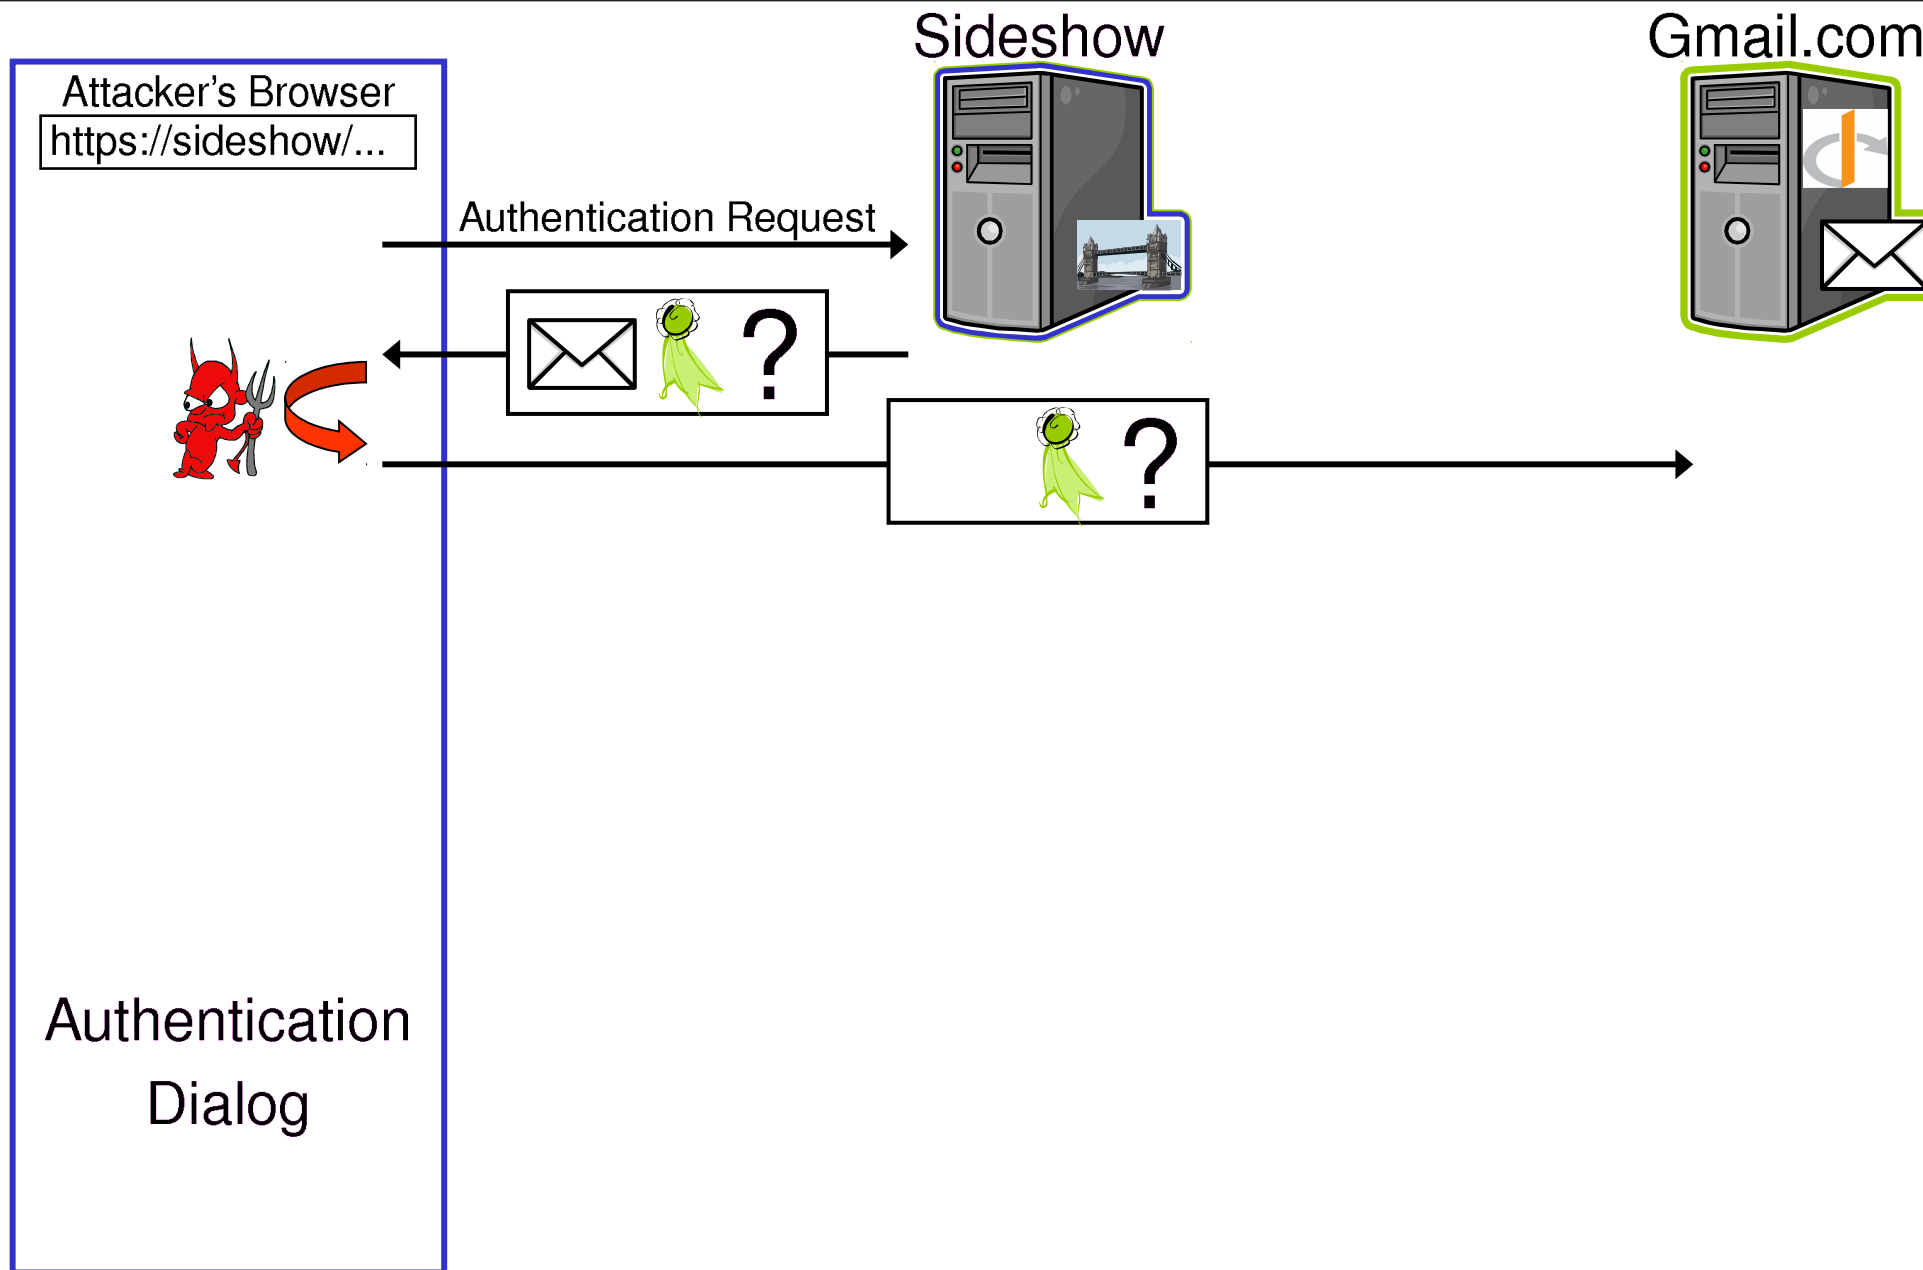 Sideshow
Gmail.com
Attacker's Browser
https://sideshow/...
Authentication Request
?
?
Authentication
Dialog